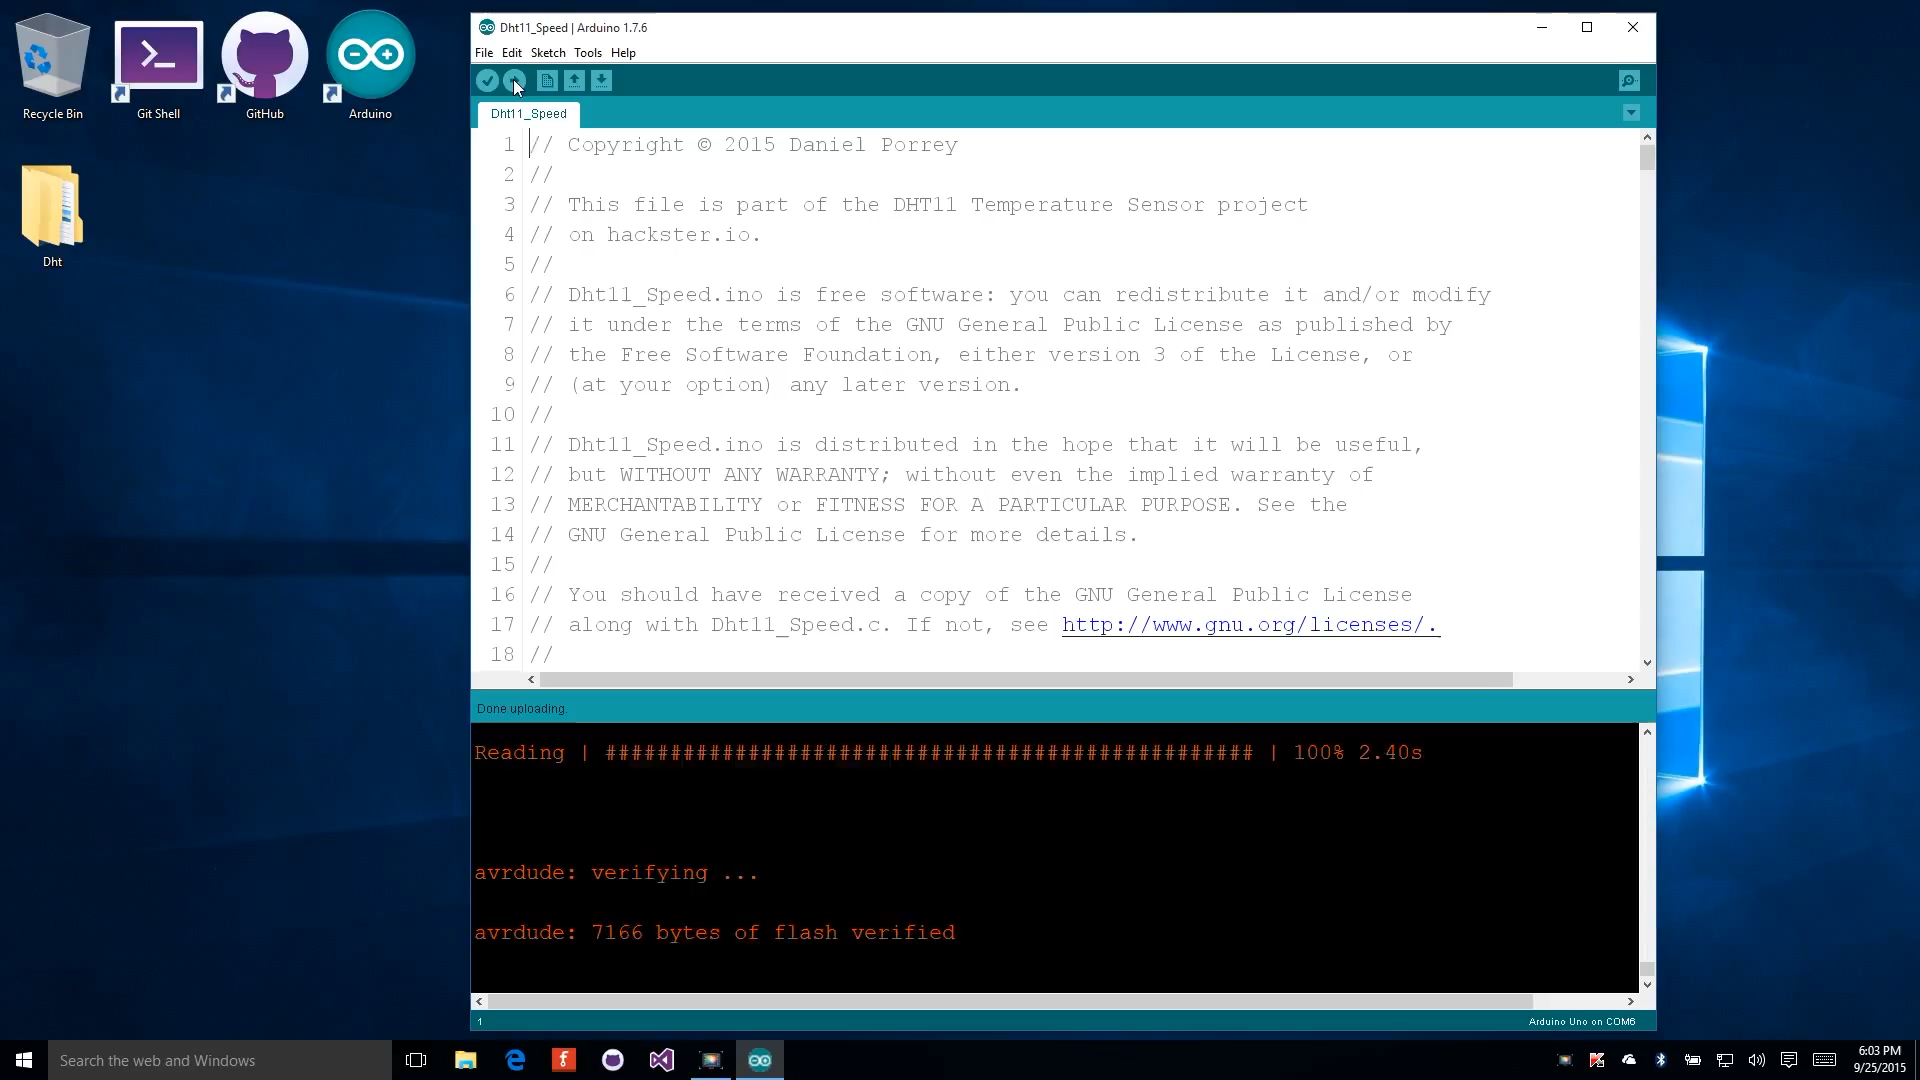 Recycle Bin
Git Shell
GitHub
Arduino
Dht
Dht11_Speed | Arduino 1.7.6
File Edit Sketch Tools Help
Dht11_Speed
1 // Copyright © 2015 Daniel Porrey
2 //
3 // This file is part of the DHT11 Temperature Sensor project
4 // on hackster.io.
5 //
6 // Dht11_Speed.ino is free software: you can redistribute it and/or modify
7 // it under the terms of the GNU General Public License as published by
8 // the Free Software Foundation, either version 3 of the License, or
9 // (at your option) any later version.
10 //
11 // Dht11_Speed.ino is distributed in the hope that it will be useful,
12 // but WITHOUT ANY WARRANTY; without even the implied warranty of
13 // MERCHANTABILITY or FITNESS FOR A PARTICULAR PURPOSE. See the
14 // GNU General Public License for more details.
15 //
16 // You should have received a copy of the GNU General Public License
17 // along with Dht11_Speed.c. If not, see http://www.gnu.org/licenses/.
18 //
Done uploading.
Reading | ################################################## | 100% 2.40s
avrdude: verifying ...
avrdude: 7166 bytes of flash verified
1
Arduino Uno on COM6
Search the web and Windows
6:03 PM
9/25/2015